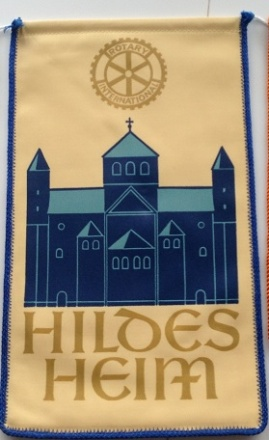 ROTARY
INTERNATIONAL
HILDES
HEIM